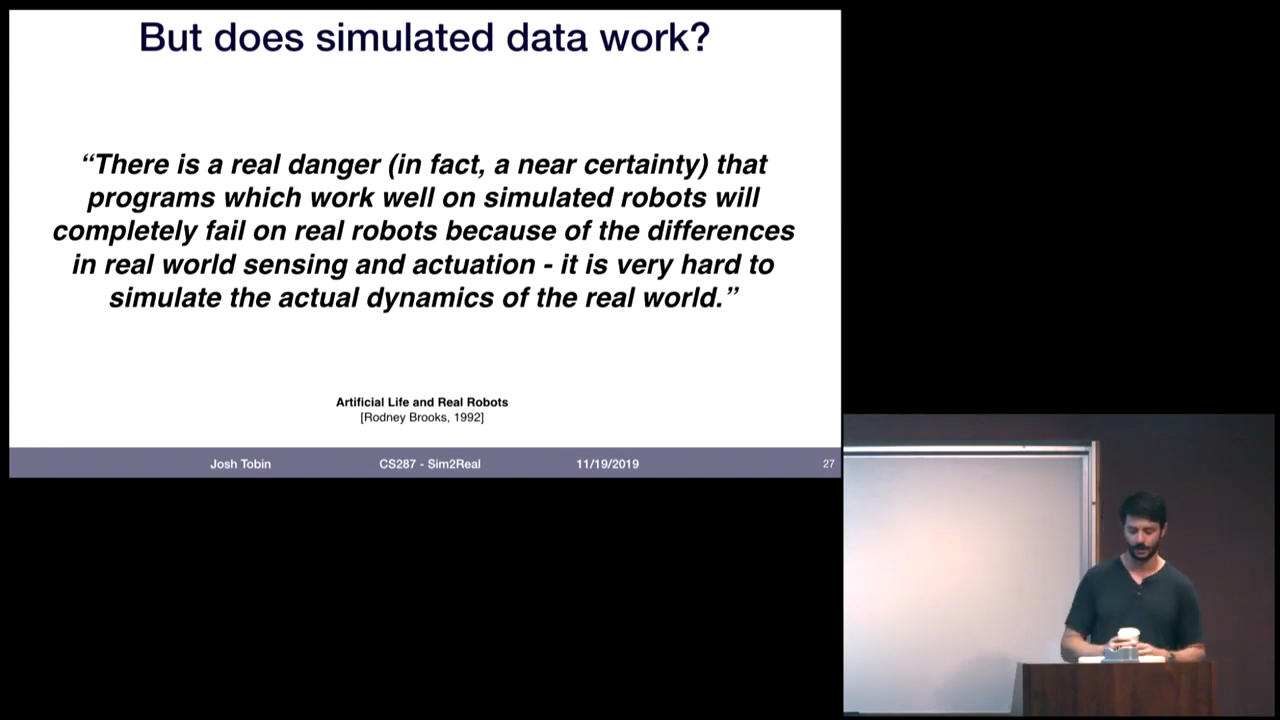 But does simulated data work?
“There is a real danger (in fact, a near certainty) that
programs which work well on simulated robots will
completely fail on real robots because of the differences
in real world sensing and actuation - it is very hard to
simulate the actual dynamics of the real world.”
Artificial Life and Real Robots
[Rodney Brooks, 1992]
Josh Tobin CS287 - Sim2Real 11/19/2019 27